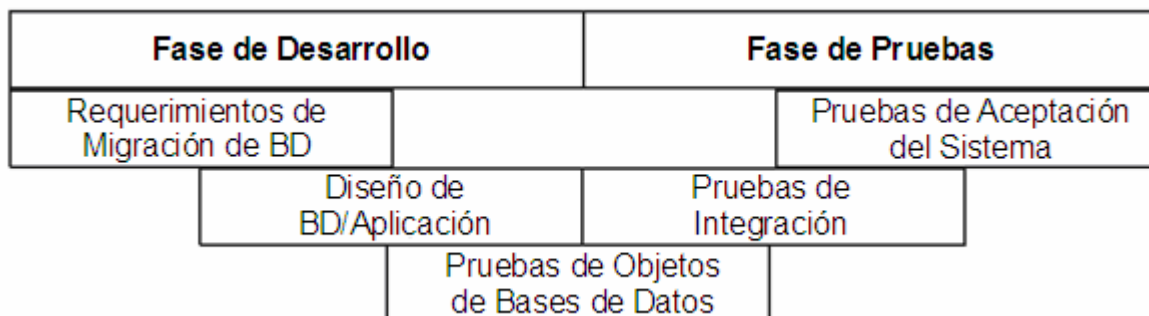 Fase de Desarrollo
Fase de Pruebas
Requerimientos de
Migración de BD
Pruebas de Aceptación
del Sistema
Diseño de
BD/Aplicación
Pruebas de
Integración
Pruebas de Objetos
de Bases de Datos